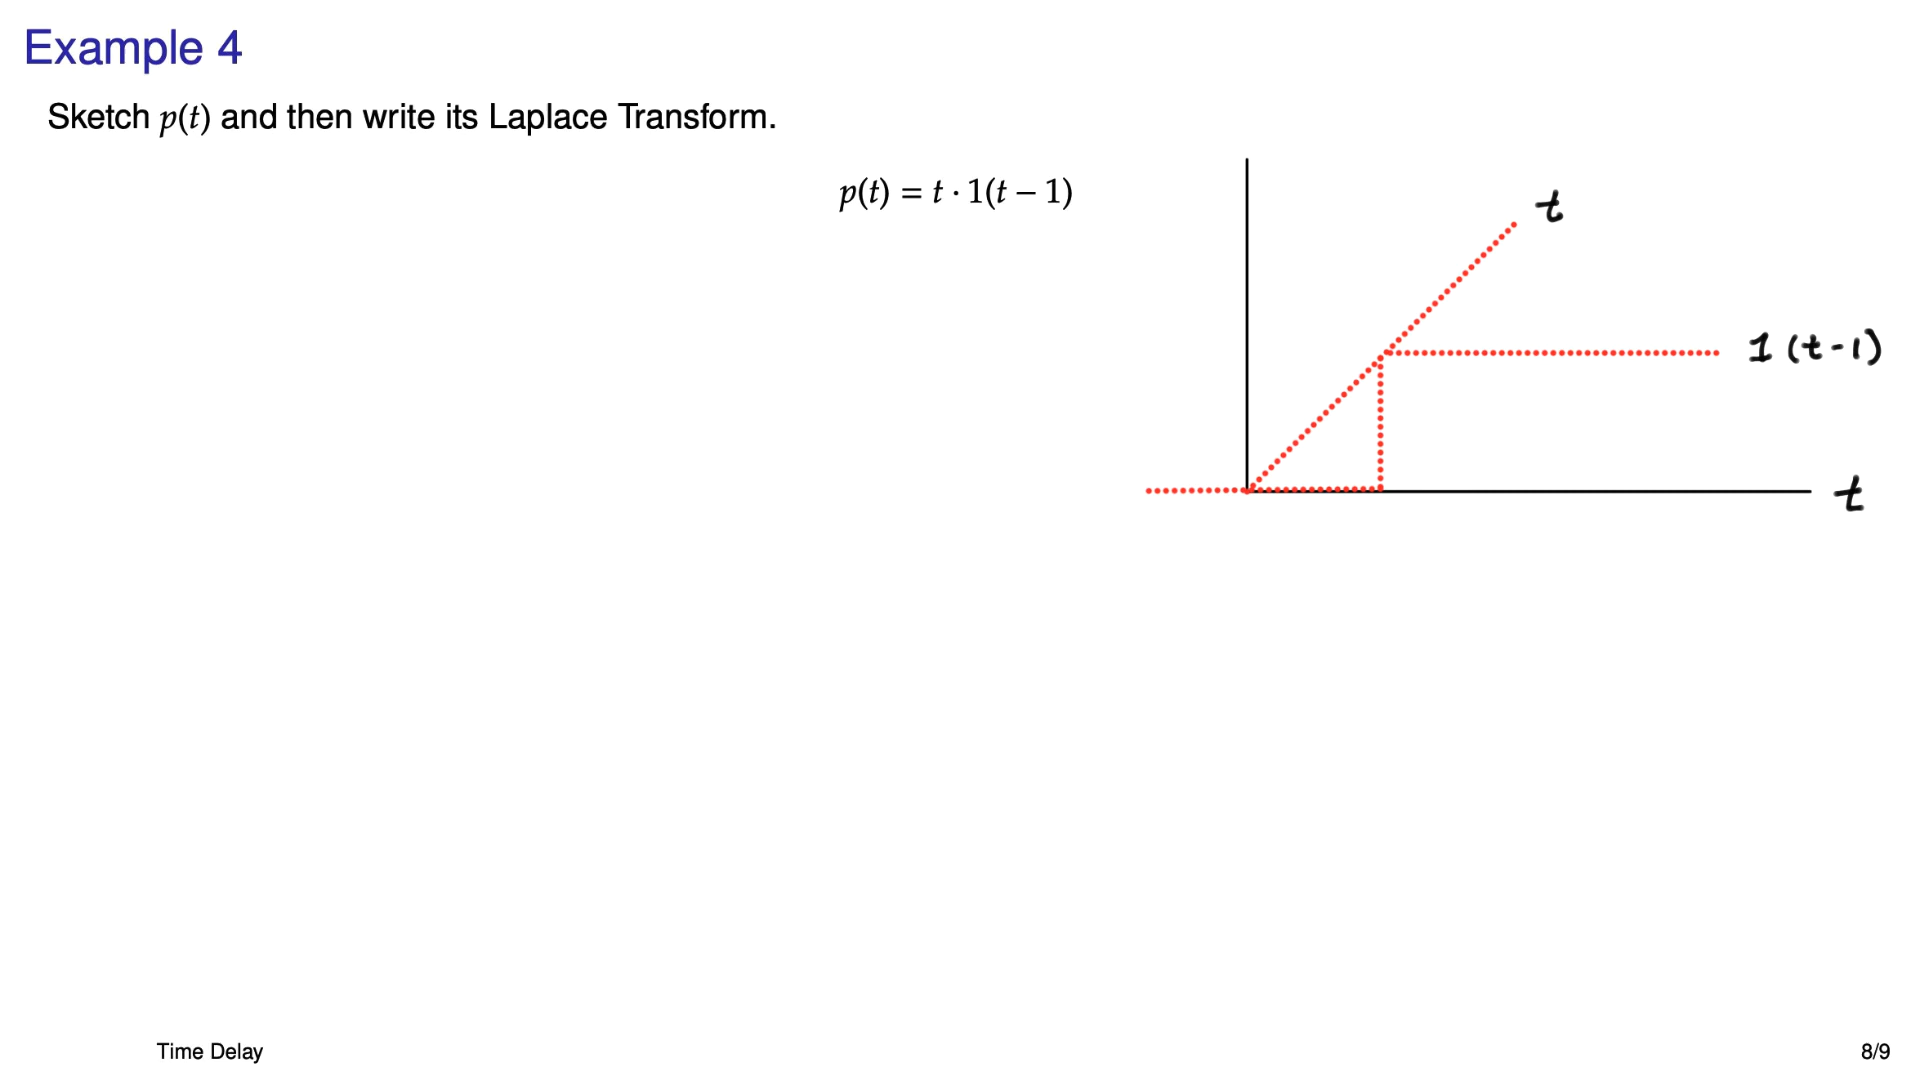 Example 4
Sketch p(t) and then write its Laplace Transform.
p(t) = t · 1(t − 1)
t
1(t-1)
t
Time Delay
8/9